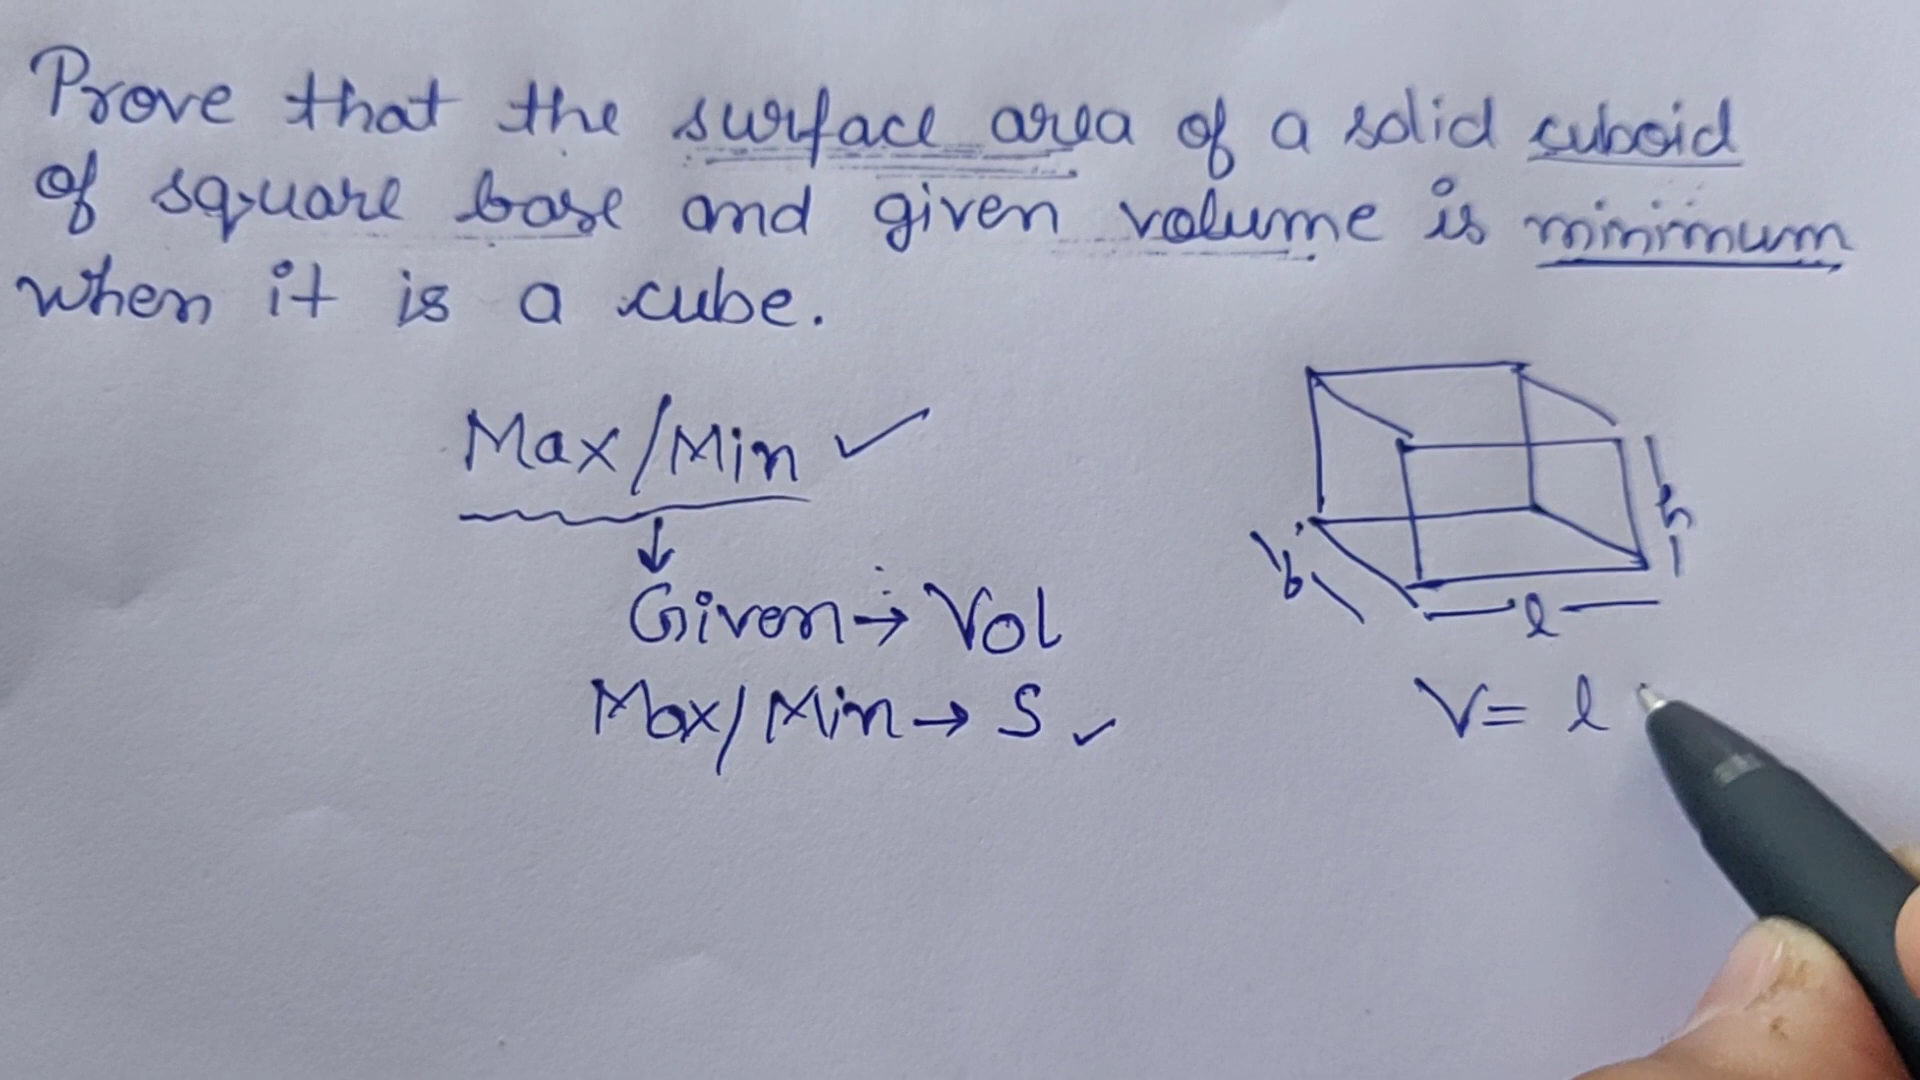 Prove that the surface area of a solid cuboid
of square base and given volume is minimum
when it is a cube.
Max/Min ✓
↓
Given → Vol
Max/Min → S ✓
h
b
l
V = l